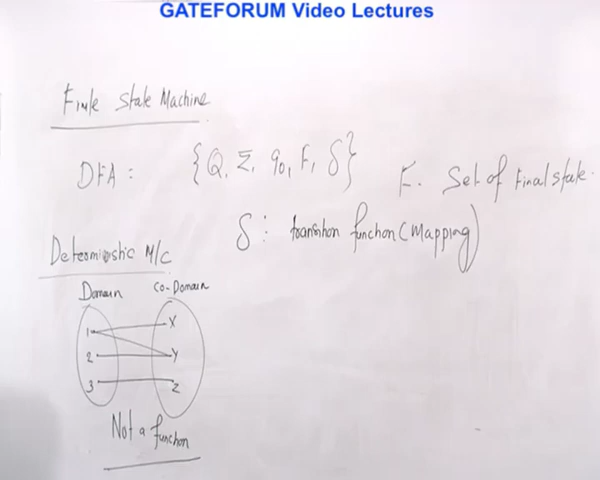 GATEFORUM Video Lectures
Finite State Machine
DFA : {Q, Σ, q0, F, δ}
F. Set of Final state.
δ : transition function (Mapping)
Deterministic M/C
Domain Co-Domain
1 X
2 Y
3 Z
Not a function